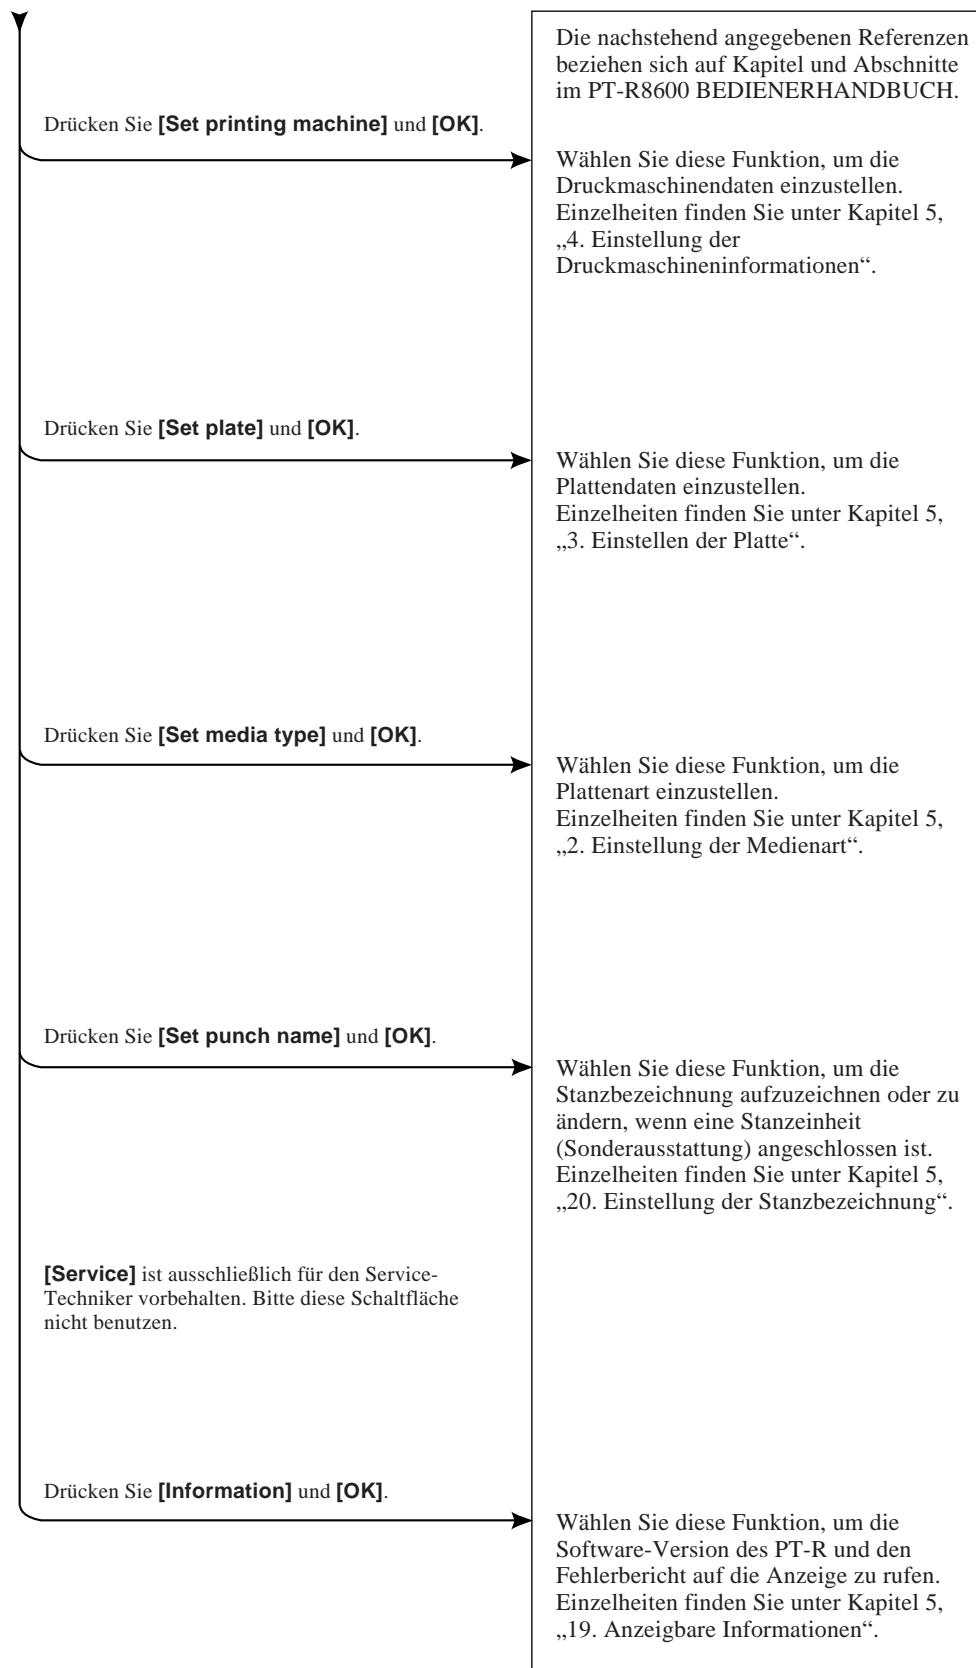 Die nachstehend angegebenen Referenzen
beziehen sich auf Kapitel und Abschnitte
im PT-R8600 BEDIENERHANDBUCH.
Drücken Sie [Set printing machine] und [OK].
Wählen Sie diese Funktion, um die
Druckmaschinendaten einzustellen.
Einzelheiten finden Sie unter Kapitel 5,
„4. Einstellung der
Druckmaschineninformationen“.
Drücken Sie [Set plate] und [OK].
Wählen Sie diese Funktion, um die
Plattendaten einzustellen.
Einzelheiten finden Sie unter Kapitel 5,
„3. Einstellen der Platte“.
Drücken Sie [Set media type] und [OK].
Wählen Sie diese Funktion, um die
Plattenart einzustellen.
Einzelheiten finden Sie unter Kapitel 5,
„2. Einstellung der Medienart“.
Drücken Sie [Set punch name] und [OK].
Wählen Sie diese Funktion, um die
Stanzbezeichnung aufzuzeichnen oder zu
ändern, wenn eine Stanzeinheit
(Sonderausstattung) angeschlossen ist.
Einzelheiten finden Sie unter Kapitel 5,
„20. Einstellung der Stanzbezeichnung“.
[Service] ist ausschließlich für den Service-
Techniker vorbehalten. Bitte diese Schaltfläche
nicht benutzen.
Drücken Sie [Information] und [OK].
Wählen Sie diese Funktion, um die
Software-Version des PT-R und den
Fehlerbericht auf die Anzeige zu rufen.
Einzelheiten finden Sie unter Kapitel 5,
„19. Anzeigbare Informationen“.